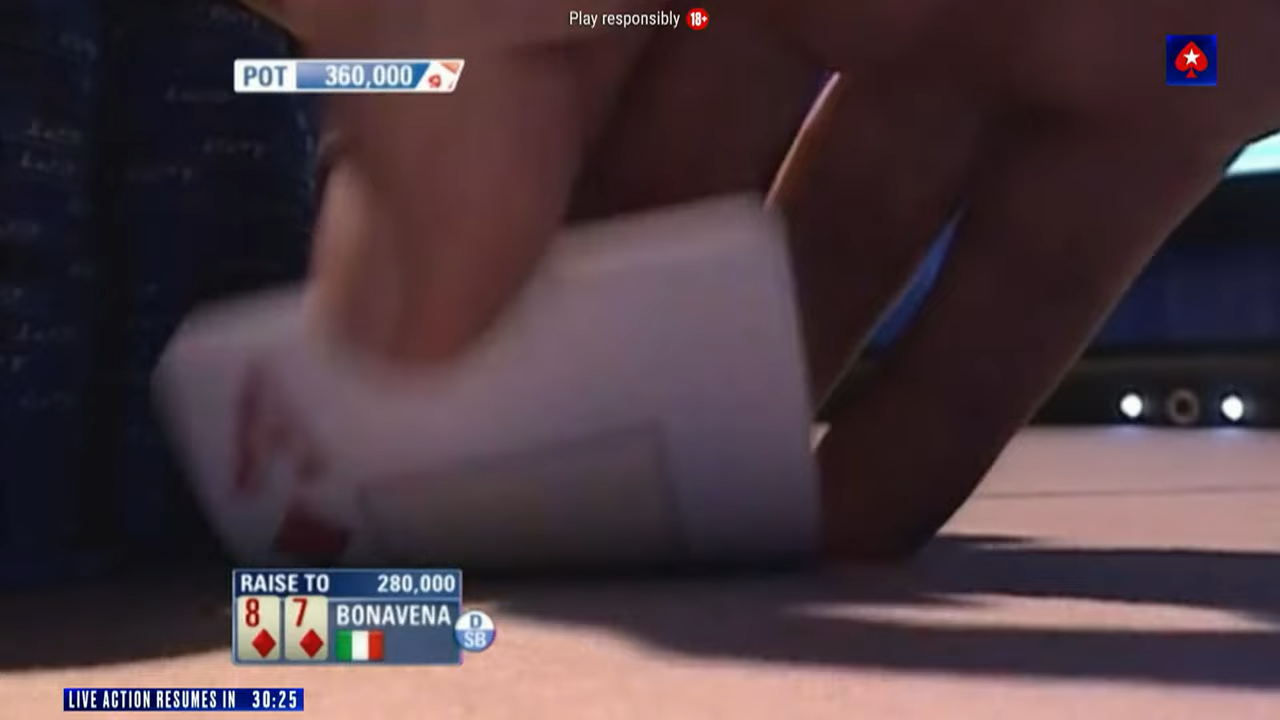 Play responsibly 18+
POT 360,000
RAISE TO 280,000
8 7 BONAVENA
D
SB
LIVE ACTION RESUMES IN 30:25